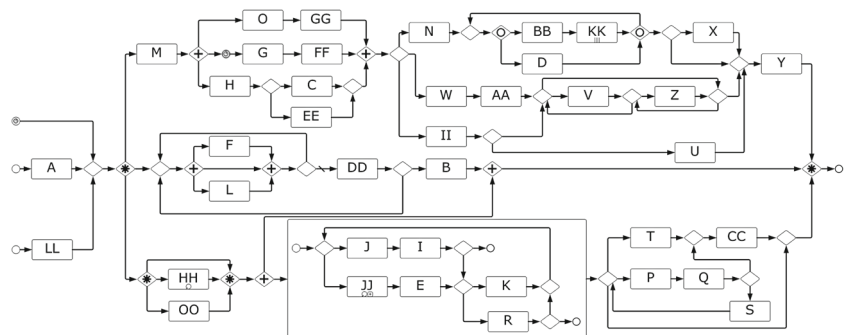 O GG
M G FF
H C
EE
N BB KK X
D Y
W AA V Z
II U
A F DD B
L
LL
HH J I T CC
JJ E K P Q
OO R S